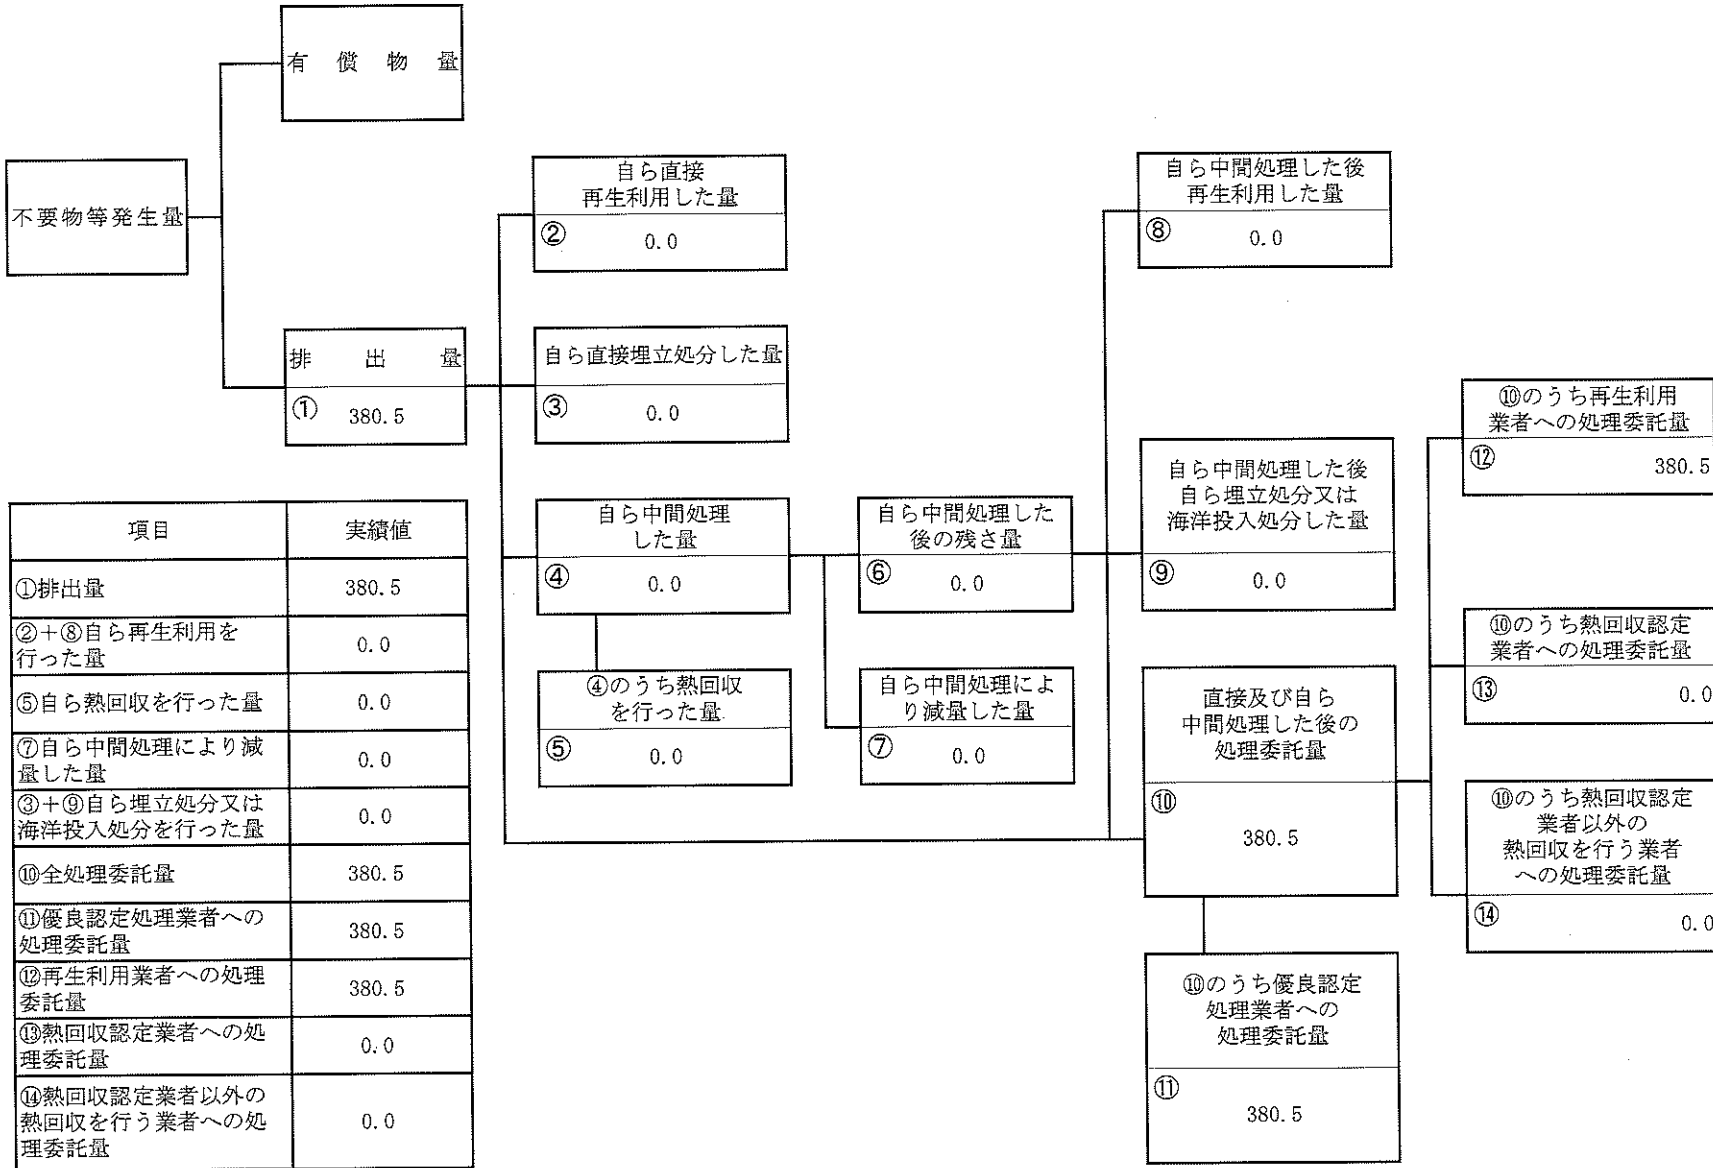 有償物量
不要物等発生量
排出量
① 380.5
自ら直接
再生利用した量
② 0.0
自ら直接埋立処分した量
③ 0.0
自ら中間処理
した量
④ 0.0
④のうち熱回収
を行った量
⑤ 0.0
自ら中間処理した
後の残さ量
⑥ 0.0
自ら中間処理によ
り減量した量
⑦ 0.0
自ら中間処理した後
再生利用した量
⑧ 0.0
自ら中間処理した後
自ら埋立処分又は
海洋投入処分した量
⑨ 0.0
直接及び自ら
中間処理した後の
処理委託量
⑩
380.5
⑩のうち優良認定
処理業者への
処理委託量
⑪
380.5
⑩のうち再生利用
業者への処理委託量
⑫ 380.5
⑩のうち熱回収認定
業者への処理委託量
⑬ 0.0
⑩のうち熱回収認定
業者以外の
熱回収を行う業者
への処理委託量
⑭ 0.0
項目 実績値
①排出量 380.5
②+⑧自ら再生利用を
行った量 0.0
⑤自ら熱回収を行った量 0.0
⑦自ら中間処理により減
量した量 0.0
③+⑨自ら埋立処分又は
海洋投入処分を行った量 0.0
⑩全処理委託量 380.5
⑪優良認定処理業者への
処理委託量 380.5
⑫再生利用業者への処理
委託量 380.5
⑬熱回収認定業者への処
理委託量 0.0
⑭熱回収認定業者以外の
熱回収を行う業者への処
理委託量 0.0